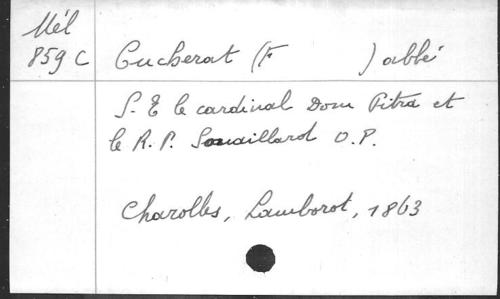 Mél
859 C
Cucherat (F ) abbé
S. E le cardinal Dom Pitra et
le R. P. Souaillard O.P.
Charolles, Lamborot, 1863